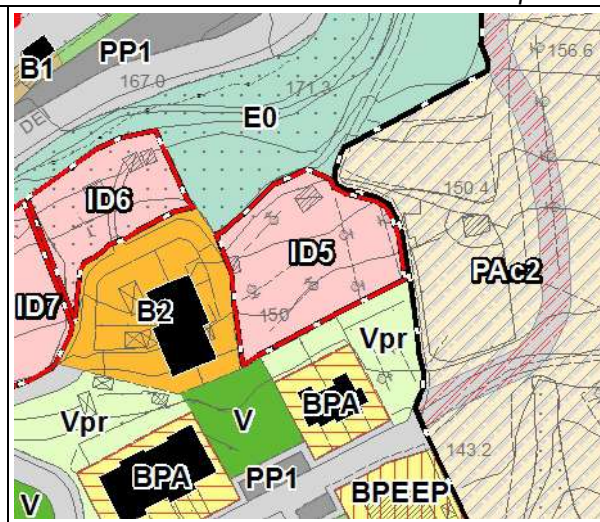 PP1
B1
167.0
171.3
156.6
DEI
E0
150.4
ID6
ID5
PAc2
ID7
B2
150
Vpr
Vpr
V
BPA
143.2
BPA
PP1
BPEEP
V